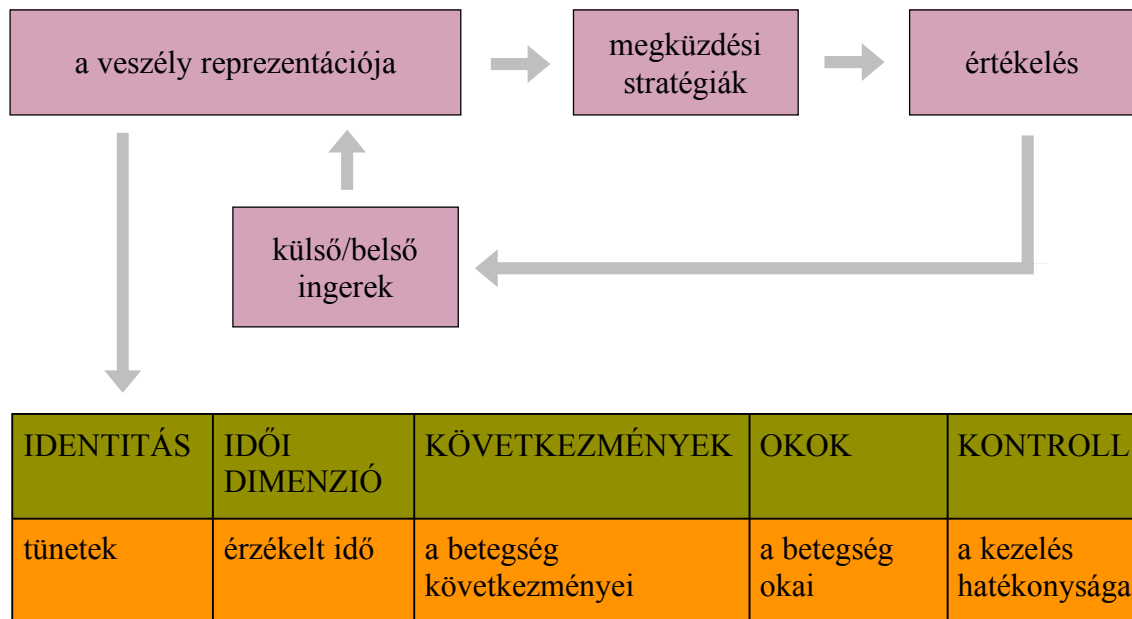 a veszély reprezentációja
megküzdési
stratégiák
értékelés
külső/belső
ingerek
IDENTITÁS
IDŐI
DIMENZIÓ
KÖVETKEZMÉNYEK
OKOK
KONTROLL
tünetek
érzékelt idő
a betegség
következményei
a betegség
okai
a kezelés
hatékonysága